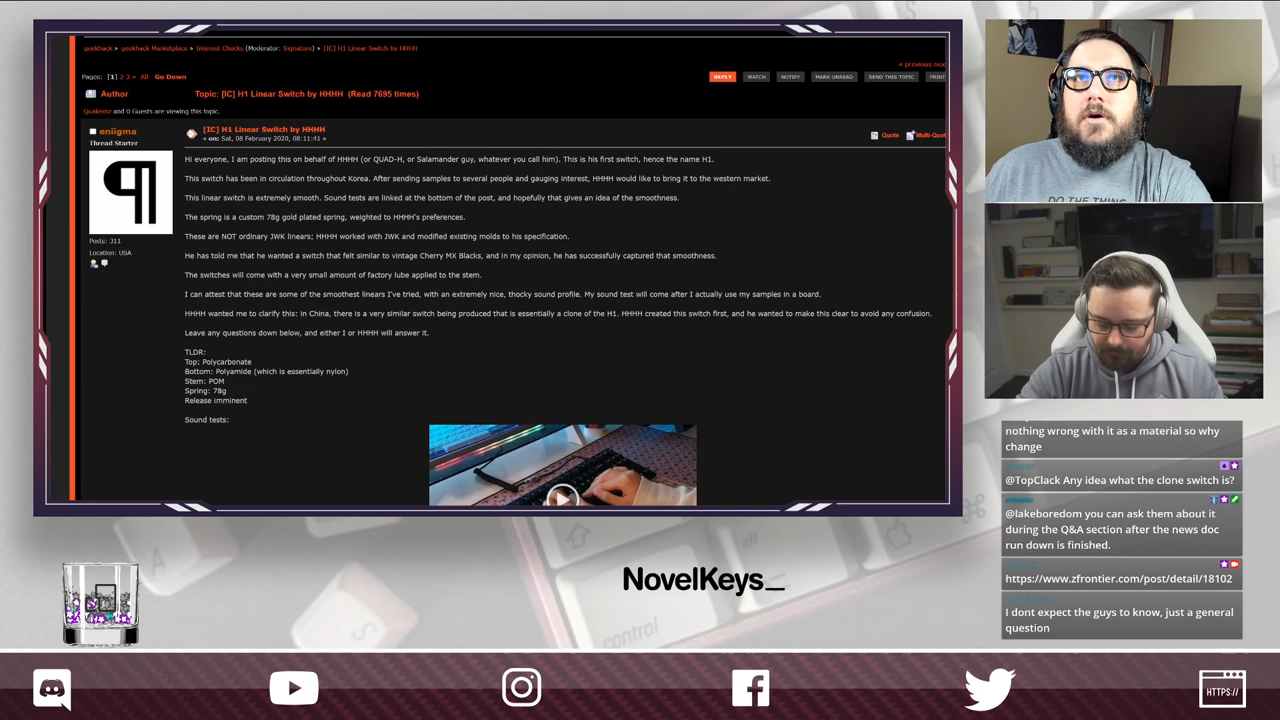 geekhack » geekhack Marketplace » Interest Checks (Moderator: Signature) » [IC] H1 Linear Switch by HHHH
« previous
Pages: [1] 2 3 » All Go Down
REPLY WATCH NOTIFY MARK UNREAD SEND THIS TOPIC PRINT
Author Topic: [IC] H1 Linear Switch by HHHH (Read 7695 times)
Quakemz and 0 Guests are viewing this topic.
eniigma
Thread Starter
Posts: 311
Location: USA
[IC] H1 Linear Switch by HHHH
« on: Sat, 08 February 2020, 08:11:41 »
Quote Multi-Quot
Hi everyone, I am posting this on behalf of HHHH (or QUAD-H, or Salamander guy, whatever you call him). This is his first switch, hence the name H1.
This switch has been in circulation throughout Korea. After sending samples to several people and gauging interest, HHHH would like to bring it to the western market.
This linear switch is extremely smooth. Sound tests are linked at the bottom of the post, and hopefully that gives an idea of the smoothness.
The spring is a custom 78g gold plated spring, weighted to HHHH's preferences.
These are NOT ordinary JWK linears; HHHH worked with JWK and modified existing molds to his specification.
He has told me that he wanted a switch that felt similar to vintage Cherry MX Blacks, and in my opinion, he has successfully captured that smoothness.
The switches will come with a very small amount of factory lube applied to the stem.
I can attest that these are some of the smoothest linears I've tried, with an extremely nice, thocky sound profile. My sound test will come after I actually use my samples in a board.
HHHH wanted me to clarify this: in China, there is a very similar switch being produced that is essentially a clone of the H1. HHHH created this switch first, and he wanted to make this clear to avoid any confusion.
Leave any questions down below, and either I or HHHH will answer it.
TLDR:
Top: Polycarbonate
Bottom: Polyamide (which is essentially nylon)
Stem: POM
Spring: 78g
Release imminent
Sound tests:
DO THE THING
nothing wrong with it as a material so why
change
@TopClack Any idea what the clone switch is?
@lakeboredom you can ask them about it
during the Q&A section after the news doc
run down is finished.
https://www.zfrontier.com/post/detail/18102
I dont expect the guys to know, just a general
question
NovelKeys_
A
alt
control
HTTPS://